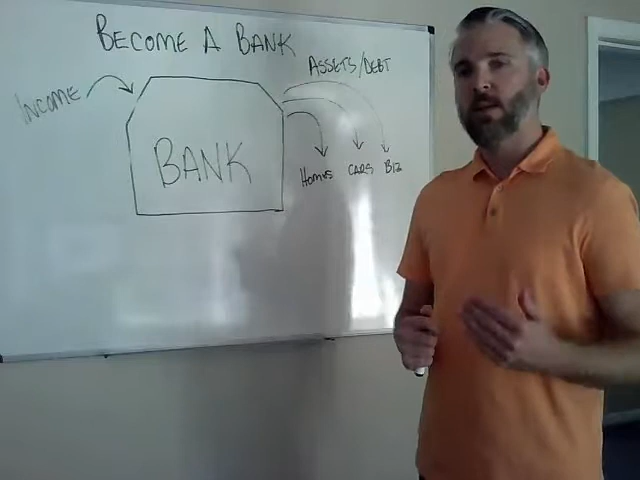 BECOME A BANK
ASSETS/DEBT
INCOME
BANK
HOMES CARS BIZ